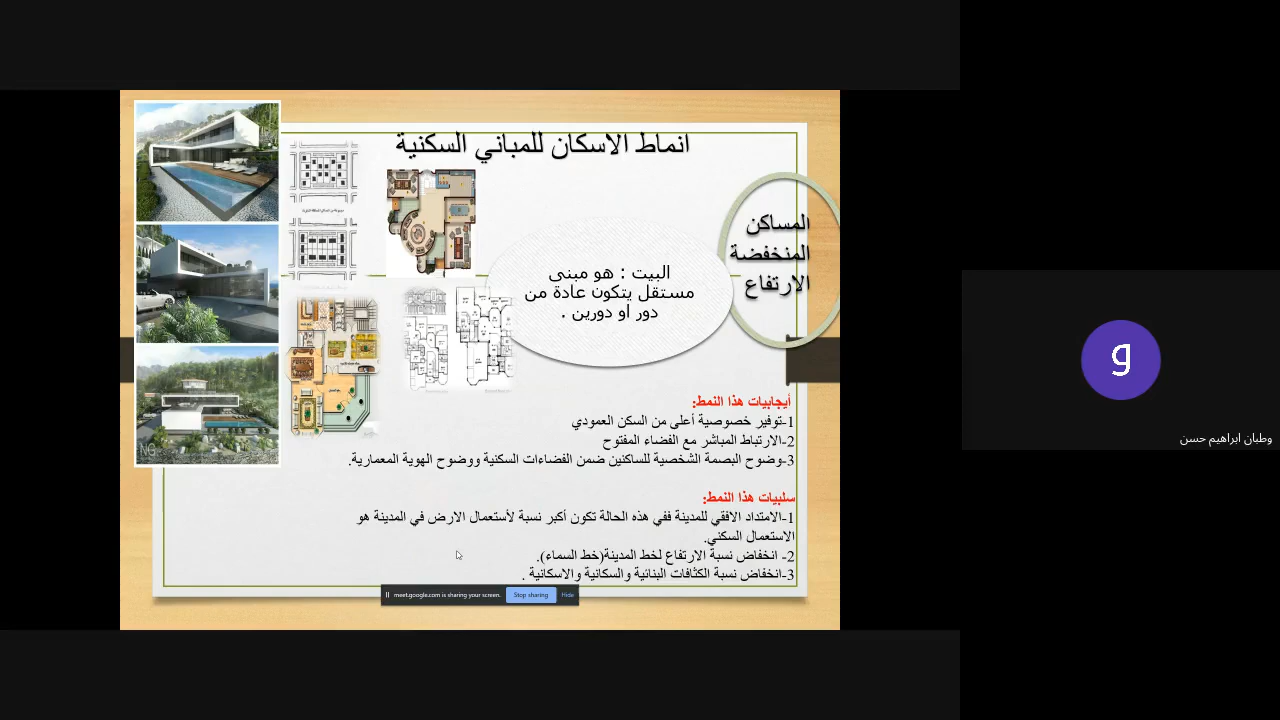 انماط الاسكان للمباني السكنية
المساكن
المنخفضة
الارتفاع
البيت : هو مبنى
مستقل يتكون عادة من
دور او دورين .
أيجابيات هذا النمط:
1-توفير خصوصية أعلى من السكن العمودي
2-الارتباط المباشر مع الفضاء المفتوح
3-وضوح البصمة الشخصية للساكنين ضمن الفضاءات السكنية ووضوح الهوية المعمارية.
سلبيات هذا النمط:
1-الامتداد الافقي للمدينة ففي هذه الحالة تكون أكبر نسبة لأستعمال الارض في المدينة هو
الاستعمال السكني.
2- انخفاض نسبة الارتفاع لخط المدينة(خط السماء).
3-انخفاض نسبة الكثافات البنائية والسكانية والاسكانية .
meet.google.com is sharing your screen.
Stop sharing
Hide
g
وطبان ابراهيم حسن